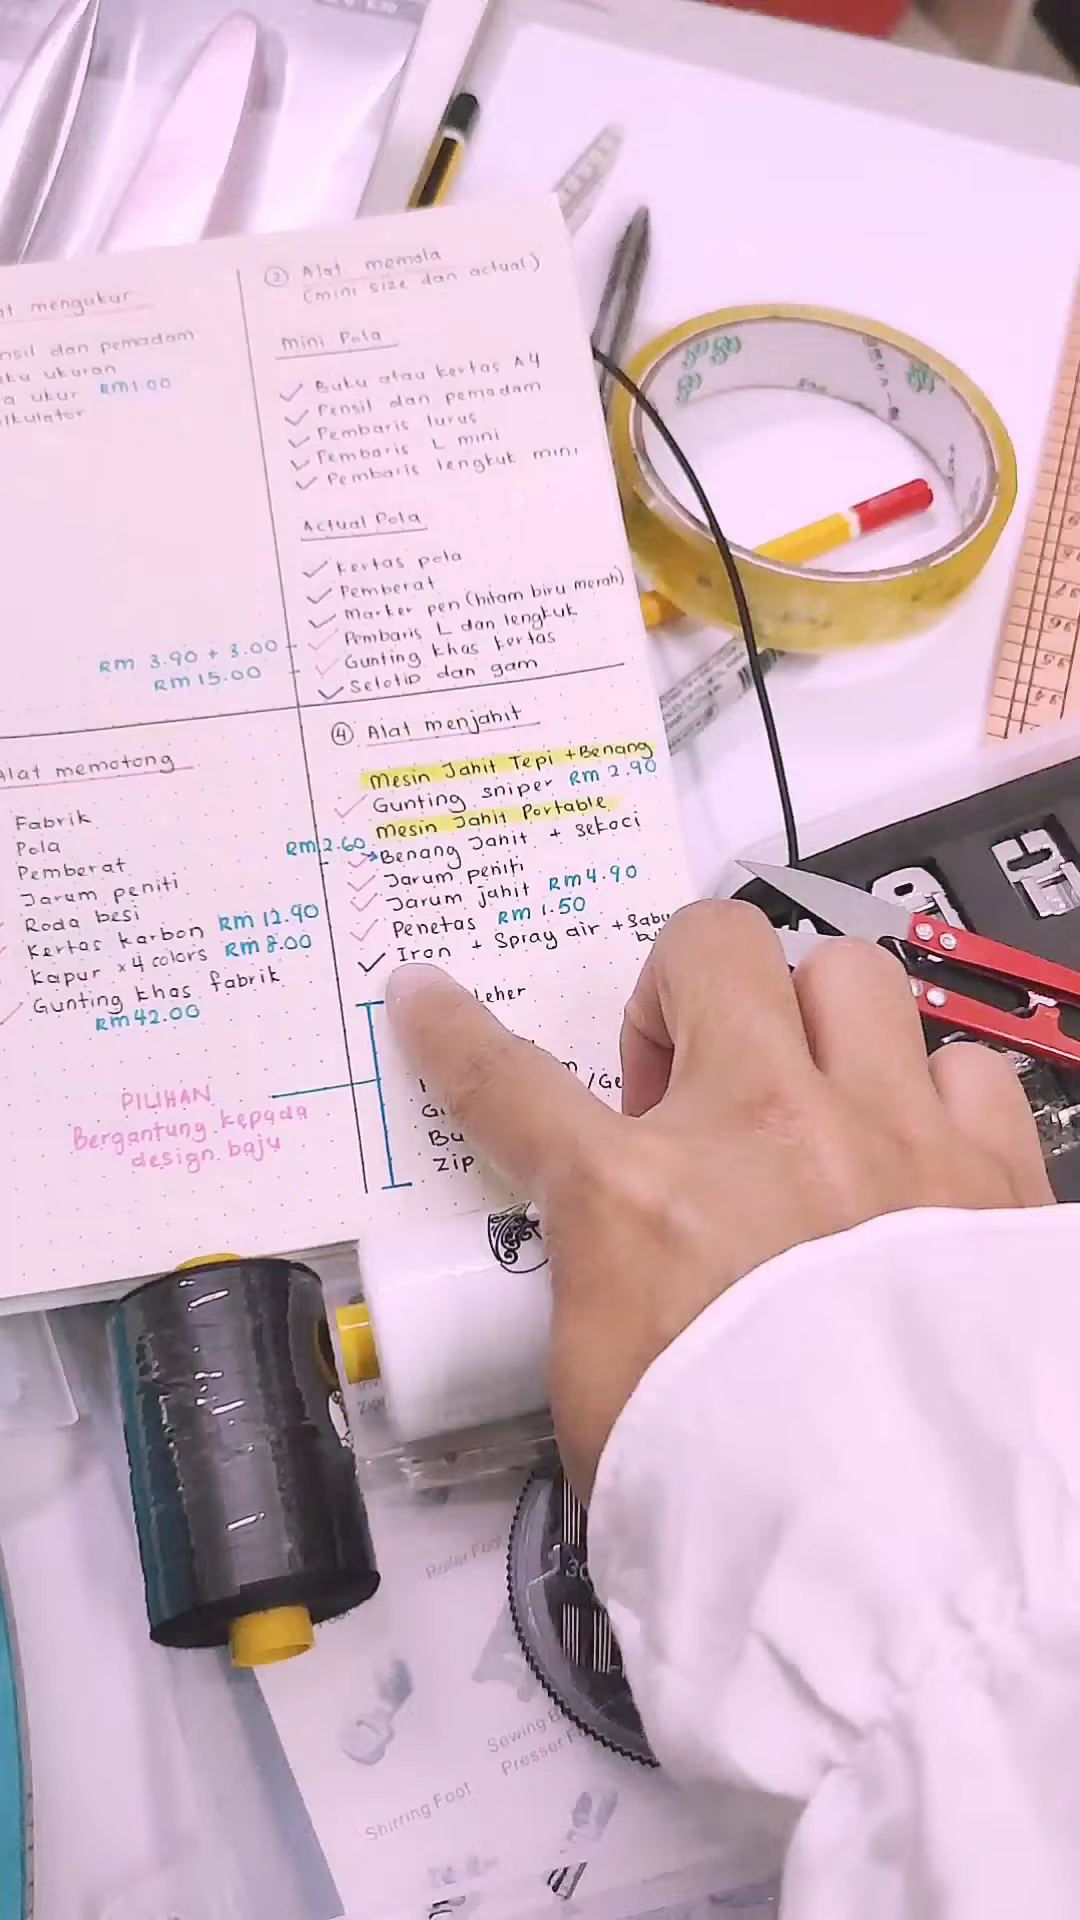 mengukur
dan pemadam
ukuran
ukur RM1.00
② Alat memola
(mini size dan actual)
Mini Pola
Buku atau kertas A4
Pensil dan pemadam
Pembaris lurus
Pembaris L mini
Pembaris lengkuk mini
Actual Pola
Kertas pola
Pemberat
Marker pen (hitam biru merah)
RM 3.90 + 3.00 Pembaris L dan lengkuk
RM 15.00 Gunting khas kertas
Selotip dan gam
Alat memotong
Fabrik
Pola
Pemberat
Jarum peniti
Roda besi
Kertas karbon RM 12.90
Kapur x4 colors RM 8.00
Gunting khas fabrik
RM 42.00
④ Alat menjahit
Mesin Jahit Tepi + Benang
Gunting sniper RM 2.90
Mesin Jahit Portable
RM 2.60 Benang Jahit + sekoci
Jarum peniti
Jarum jahit RM 4.90
Penetas RM 1.50
Iron + Spray air +
leher
Zip
PILIHAN
Bergantung kepada
design baju
Roller Foot
Sewing
Presser
Shirring Foot